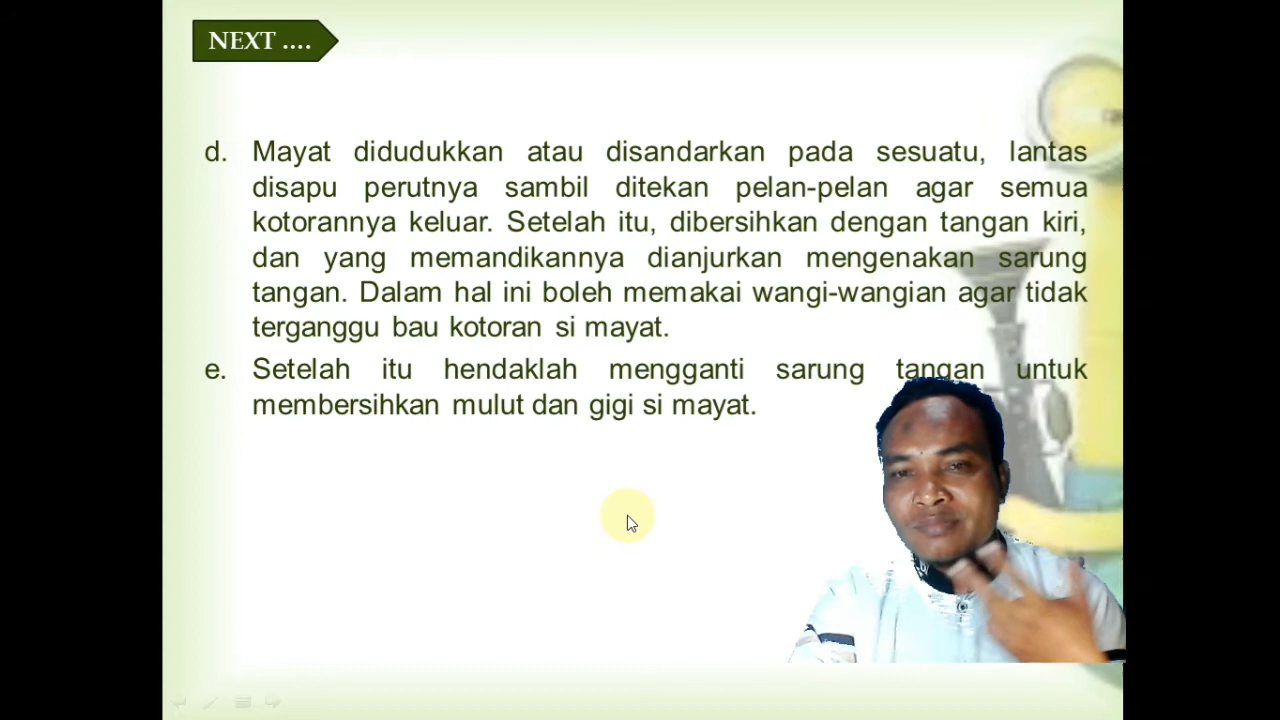 NEXT ....
d. Mayat didudukkan atau disandarkan pada sesuatu, lantas
disapu perutnya sambil ditekan pelan-pelan agar semua
kotorannya keluar. Setelah itu, dibersihkan dengan tangan kiri,
dan yang memandikannya dianjurkan mengenakan sarung
tangan. Dalam hal ini boleh memakai wangi-wangian agar tidak
terganggu bau kotoran si mayat.
e. Setelah itu hendaklah mengganti sarung tangan untuk
membersihkan mulut dan gigi si mayat.